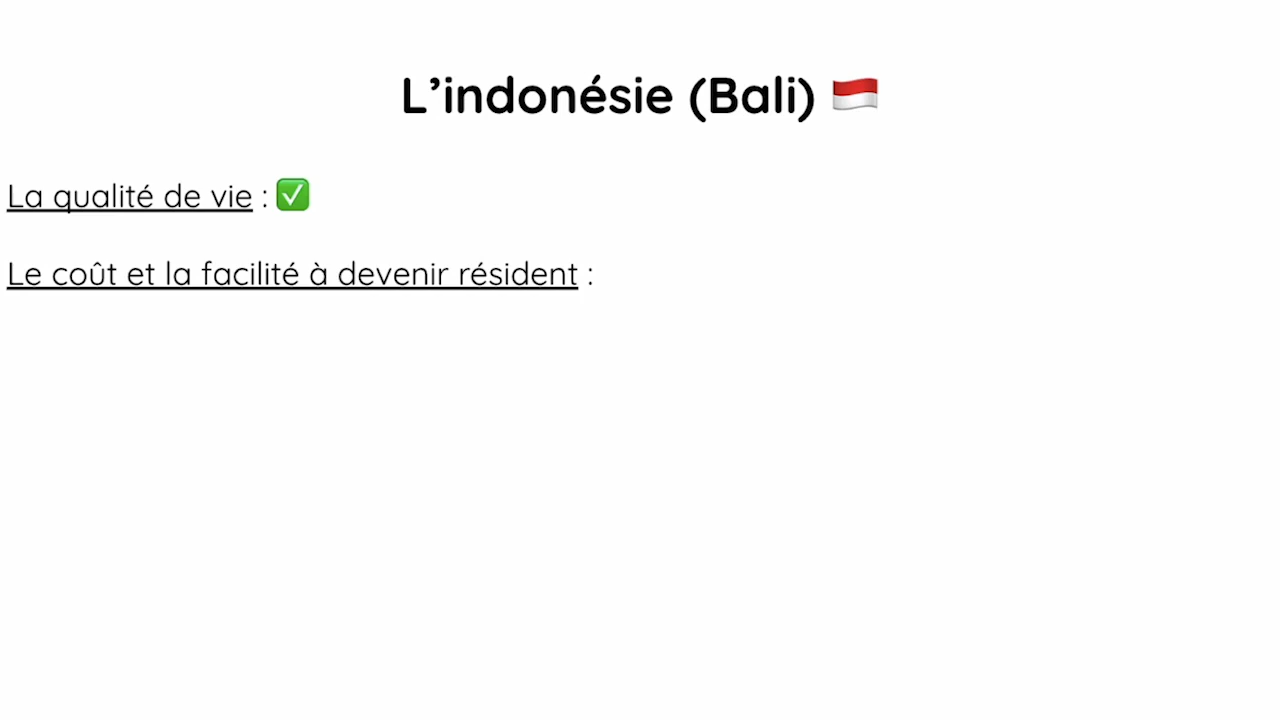 L’indonésie (Bali) 🇮🇩
La qualité de vie : ✅
Le coût et la facilité à devenir résident :